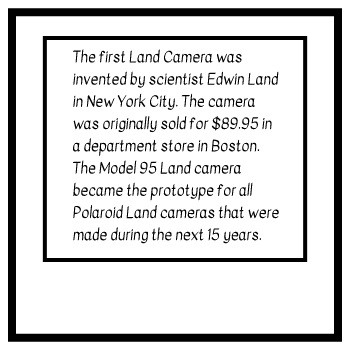 The first Land Camera was
invented by scientist Edwin Land
in New York City. The camera
was originally sold for $89.95 in
a department store in Boston.
The Model 95 Land camera
became the prototype for all
Polaroid Land cameras that were
made during the next 15 years.